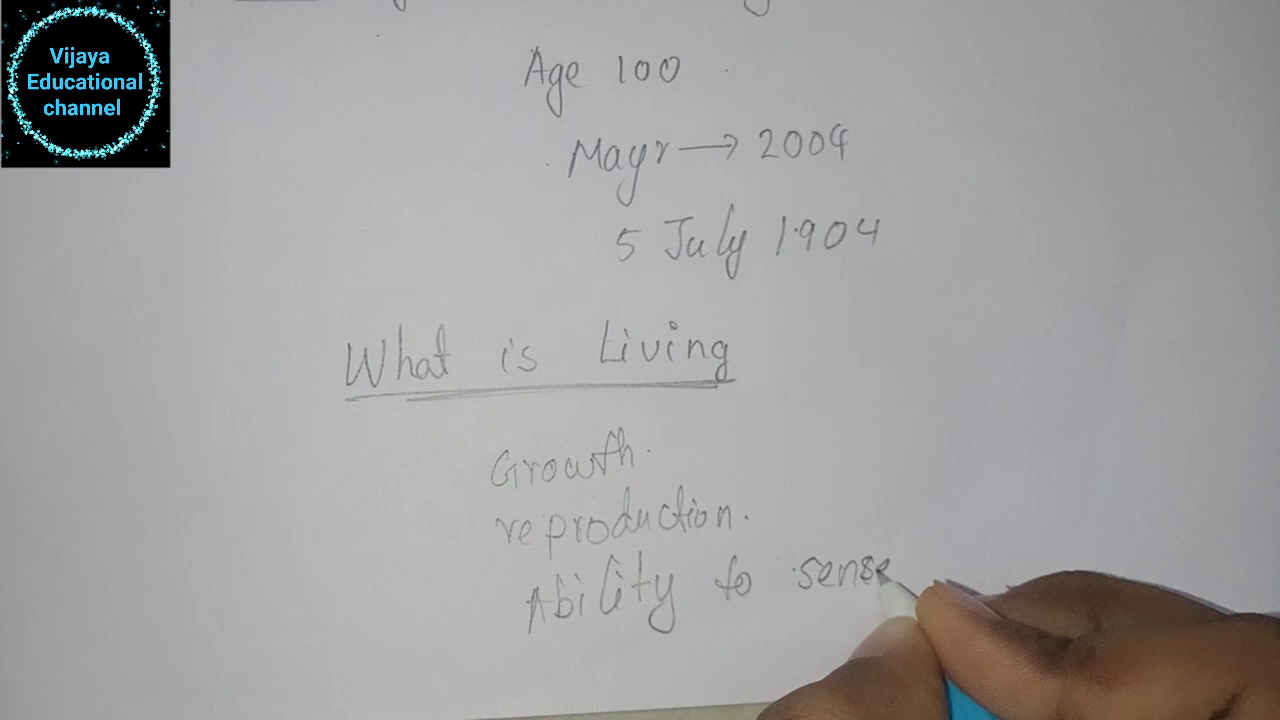 Vijaya
Educational
channel
Age 100
Mayr → 2004
5 July 1904
What is Living
Growth.
reproduction.
Ability to sense